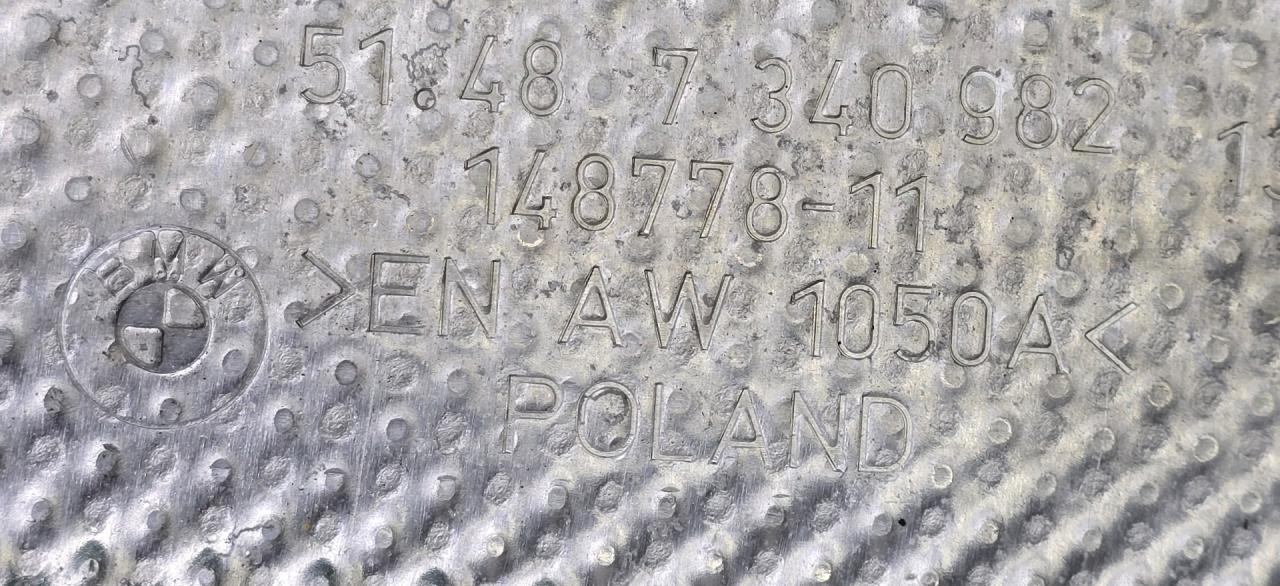 51.48 7 340 982
148778-11
BMW
>EN AW 1050A<
POLAND